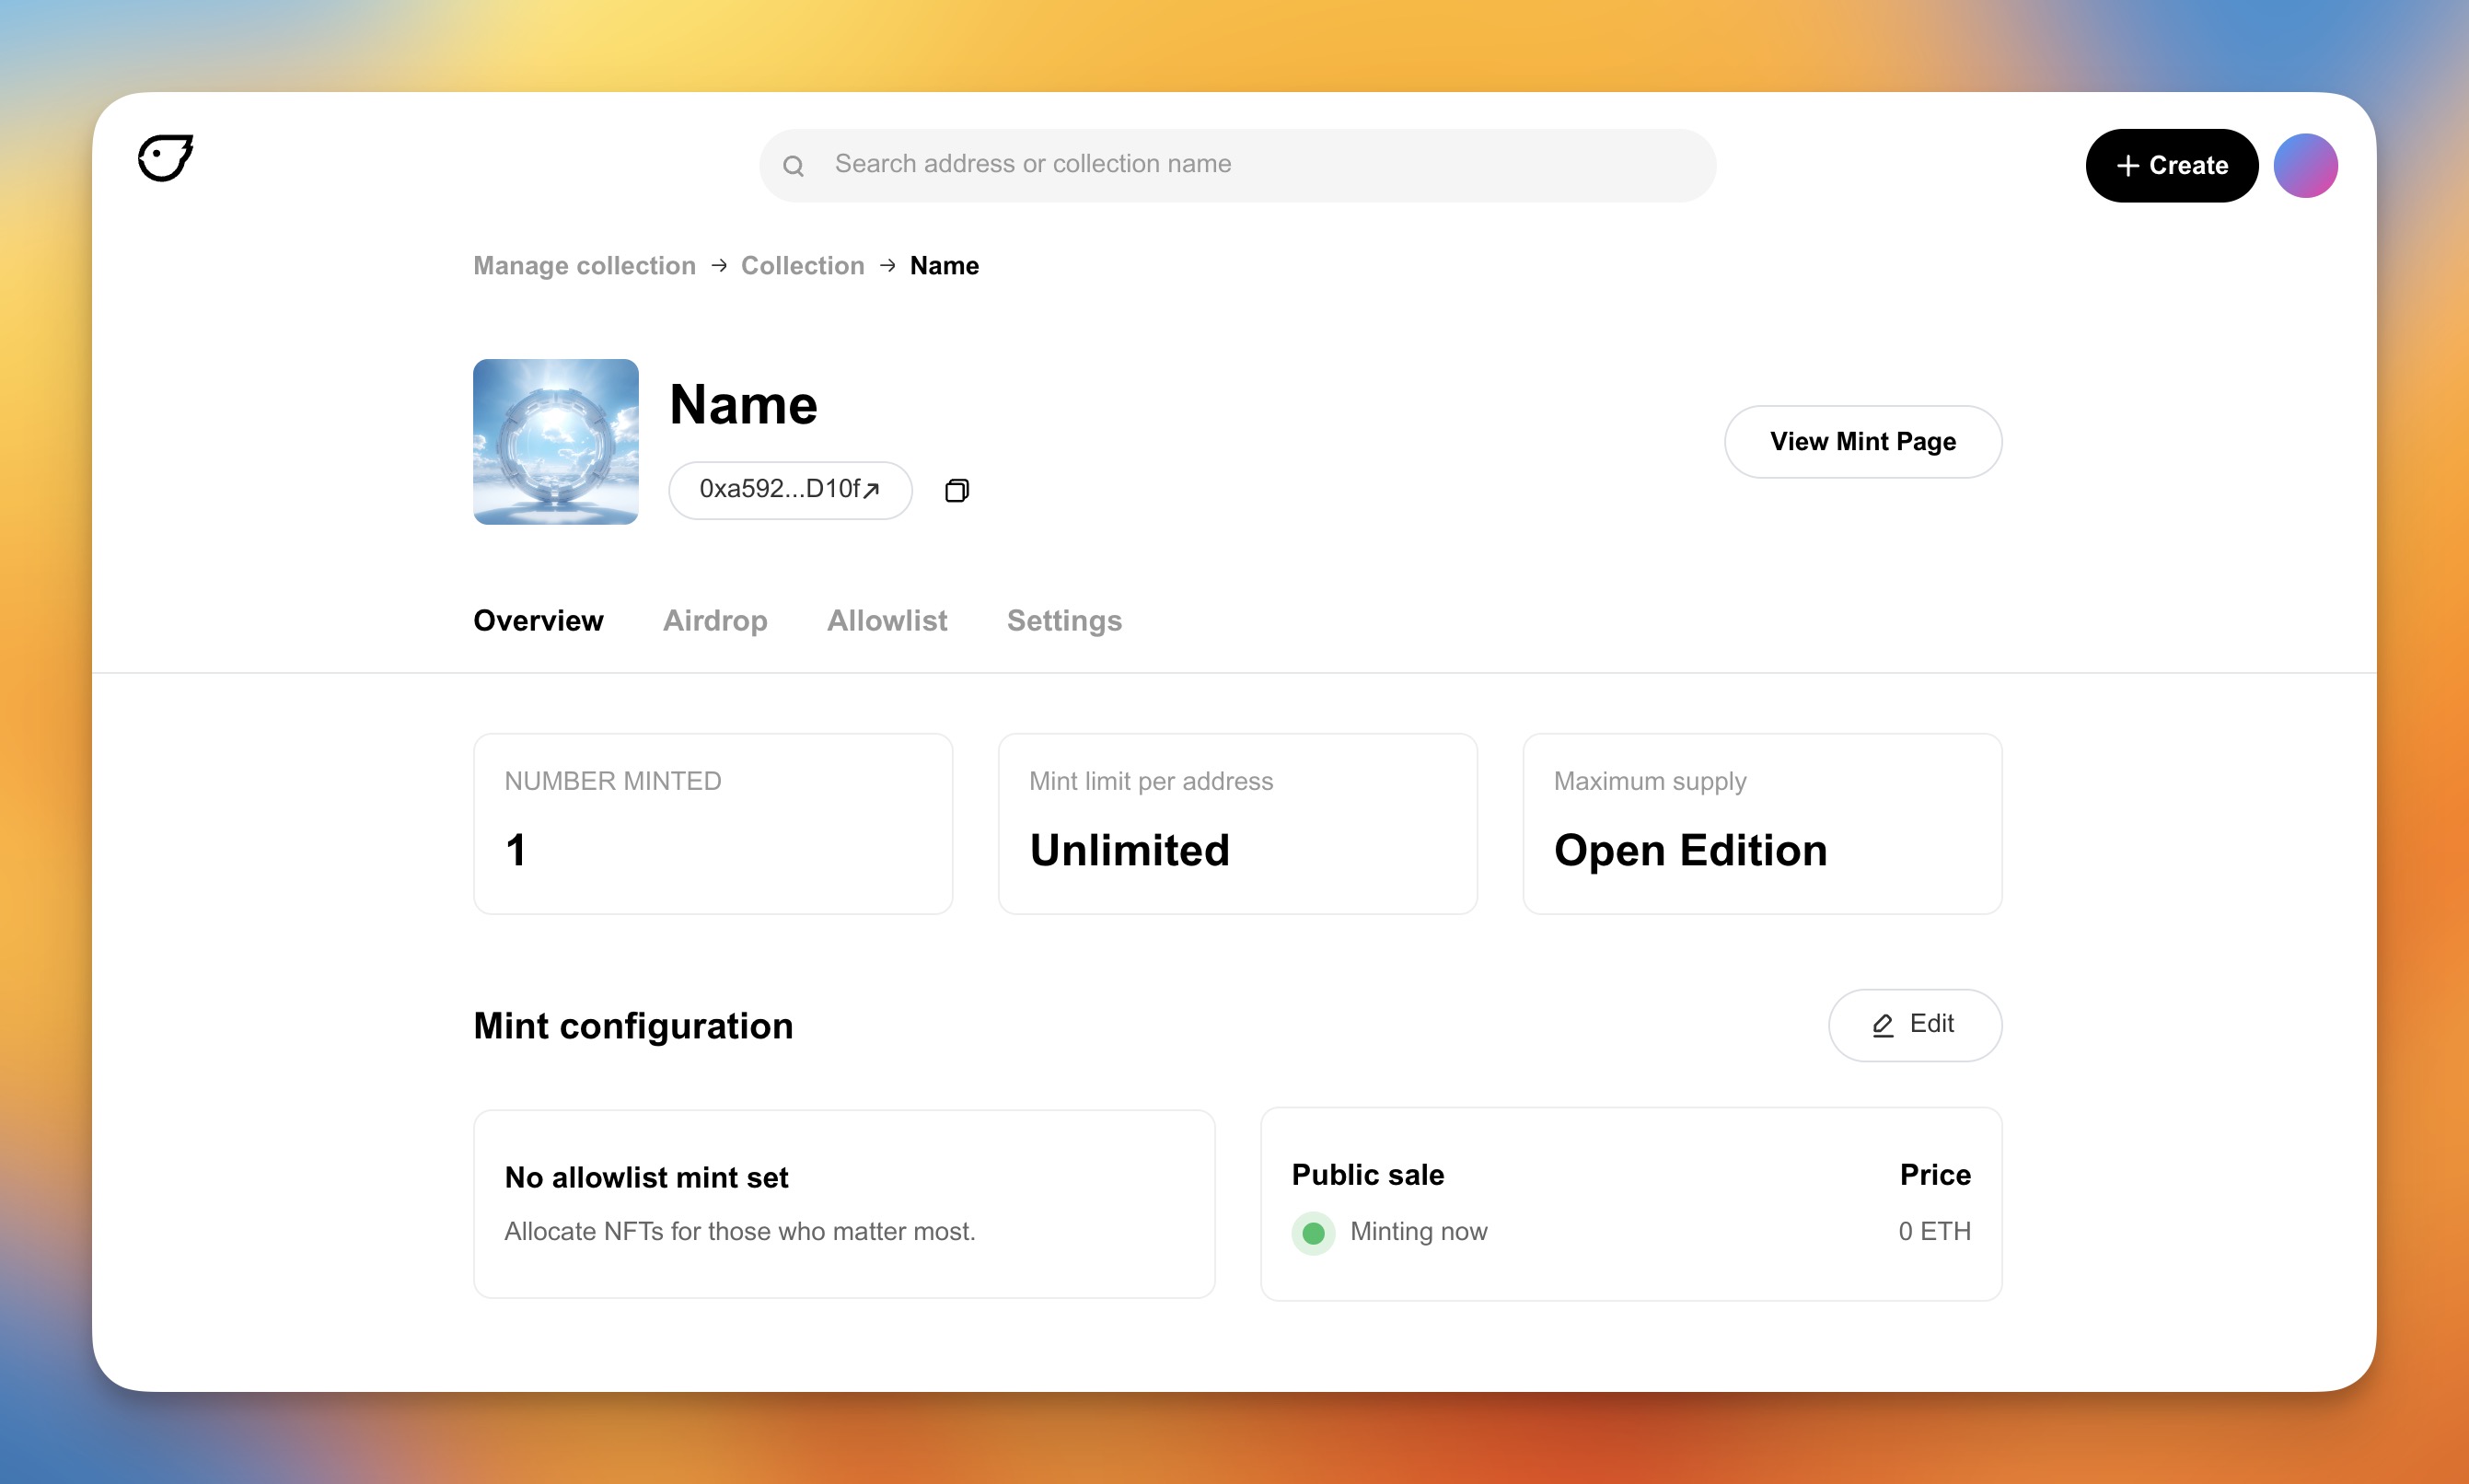 Search address or collection name
Create
Manage collection → Collection → Name
Name
0xa592...D10f↗
View Mint Page
Overview Airdrop Allowlist Settings
NUMBER MINTED
1
Mint limit per address
Unlimited
Maximum supply
Open Edition
Mint configuration
Edit
No allowlist mint set
Allocate NFTs for those who matter most.
Public sale Price
Minting now 0 ETH